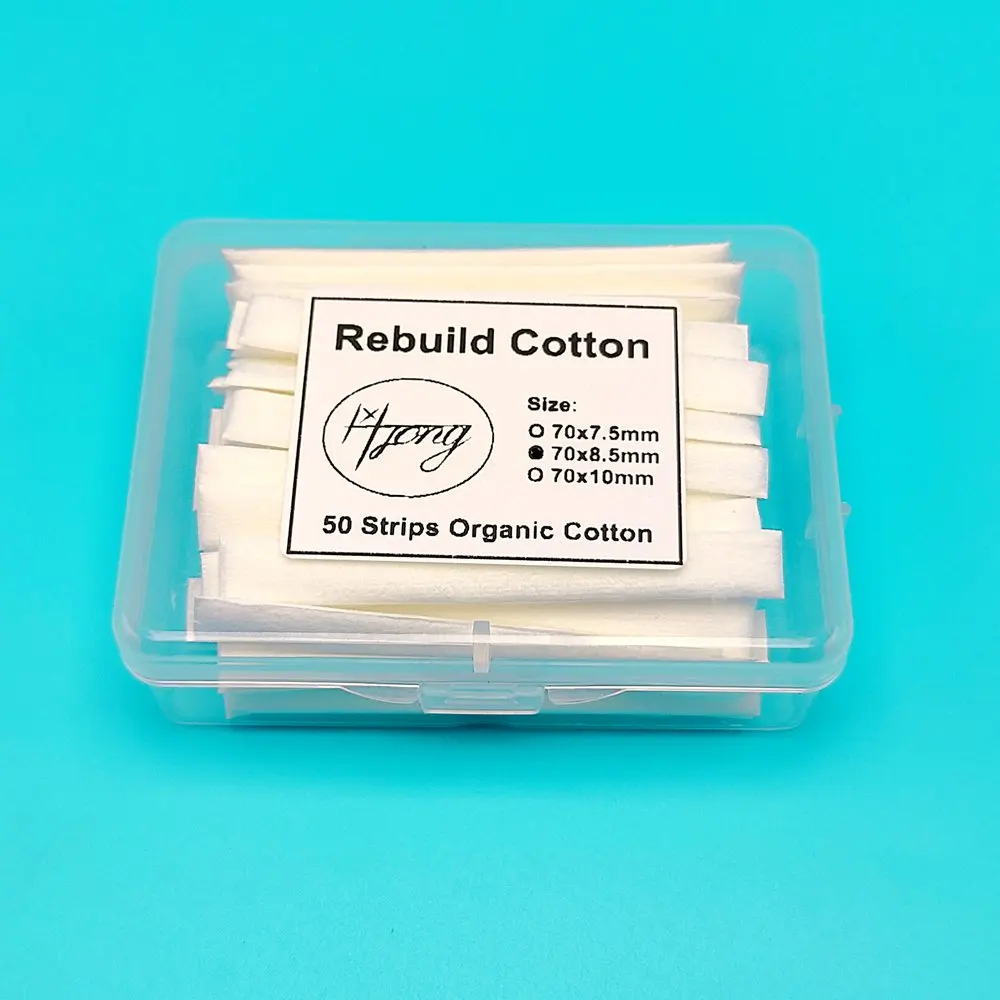 Rebuild Cotton
Hjong
Size:
70x7.5mm
70x8.5mm
70x10mm
50 Strips Organic Cotton